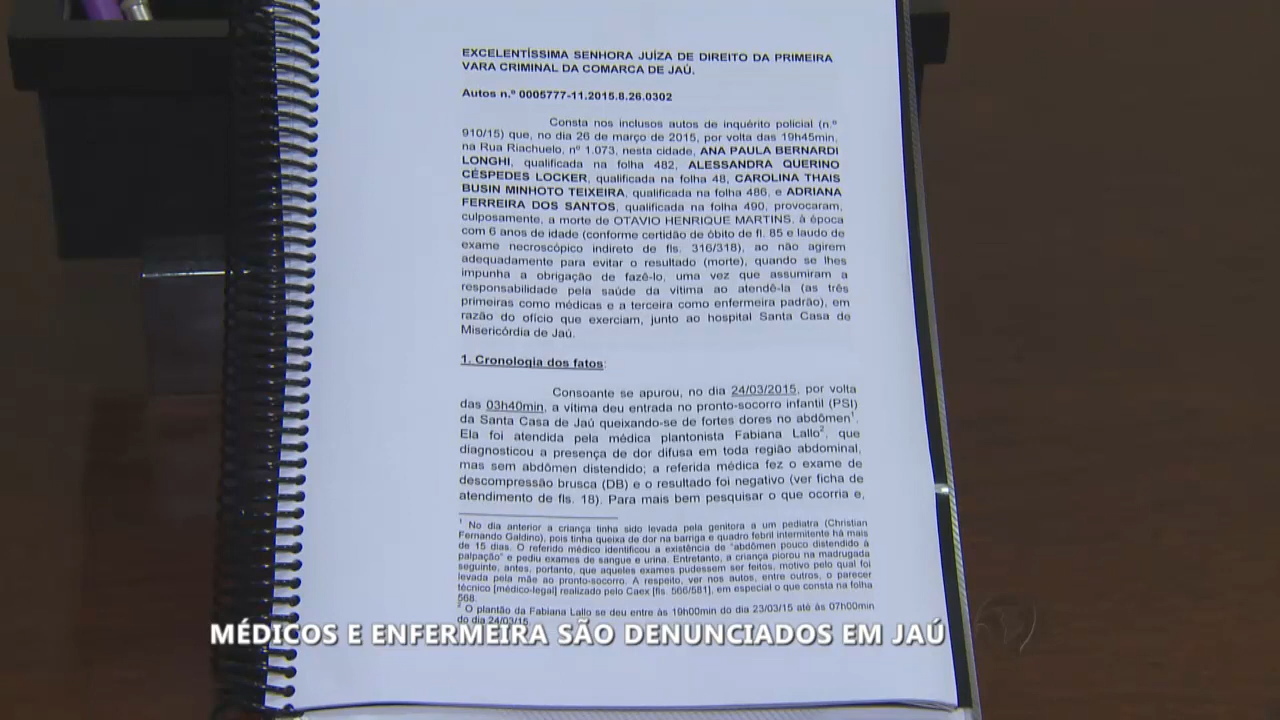 EXCELENTÍSSIMA SENHORA JUÍZA DE DIREITO DA PRIMEIRA
VARA CRIMINAL DA COMARCA DE JAÚ.
Autos n.º 0005777-11.2015.8.26.0302
Consta nos inclusos autos de inquérito policial (n.º
910/15) que, no dia 26 de março de 2015, por volta das 19h45min,
na Rua Riachuelo, nº 1.073, nesta cidade, ANA PAULA BERNARDI
LONGHI, qualificada na folha 482, ALESSANDRA QUERINO
CÉSPEDES LOCKER, qualificada na folha 48, CAROLINA THAIS
BUSIN MINHOTO TEIXEIRA, qualificada na folha 486, e ADRIANA
FERREIRA DOS SANTOS, qualificada na folha 490, provocaram,
culposamente, a morte de OTAVIO HENRIQUE MARTINS, à época
com 6 anos de idade (conforme certidão de óbito de fl. 85 e laudo de
exame necroscópico indireto de fls. 316/318), ao não agirem
adequadamente para evitar o resultado (morte), quando se lhes
impunha a obrigação de fazê-lo, uma vez que assumiram a
responsabilidade pela saúde da vítima ao atendê-la (as três
primeiras como médicas e a terceira como enfermeira padrão), em
razão do ofício que exerciam, junto ao hospital Santa Casa de
Misericórdia de Jaú.
1. Cronologia dos fatos:
Consoante se apurou, no dia 24/03/2015, por volta
das 03h40min, a vítima deu entrada no pronto-socorro infantil (PSI)
da Santa Casa de Jaú queixando-se de fortes dores no abdômen¹.
Ela foi atendida pela médica plantonista Fabiana Lallo², que
diagnosticou a presença de dor difusa em toda região abdominal,
mas sem abdômen distendido; a referida médica fez o exame de
descompressão brusca (DB) e o resultado foi negativo (ver ficha de
atendimento de fls. 18). Para mais bem pesquisar o que ocorria e,
¹ No dia anterior a criança tinha sido levada pela genitora a um pediatra (Christian
Fernando Galdino), pois tinha queixa de dor na barriga e quadro febril intermitente há mais
de 15 dias. O referido médico identificou a existência de "abdômen pouco distendido à
palpação" e pediu exames de sangue e urina. Entretanto, a criança piorou na madrugada
seguinte, antes, portanto, que aqueles exames pudessem ser feitos, motivo pelo qual foi
levada pela mãe ao pronto-socorro. A respeito, ver nos autos, entre outros, o parecer
técnico [médico-legal] realizado pelo Caex [fls. 566/581], em especial o que consta na folha
568.
² O plantão da Fabiana Lallo se deu entre às 19h00min do dia 23/03/15 até às 07h00min
do dia 24/03/15.
MÉDICOS E ENFERMEIRA SÃO DENUNCIADOS EM JAÚ